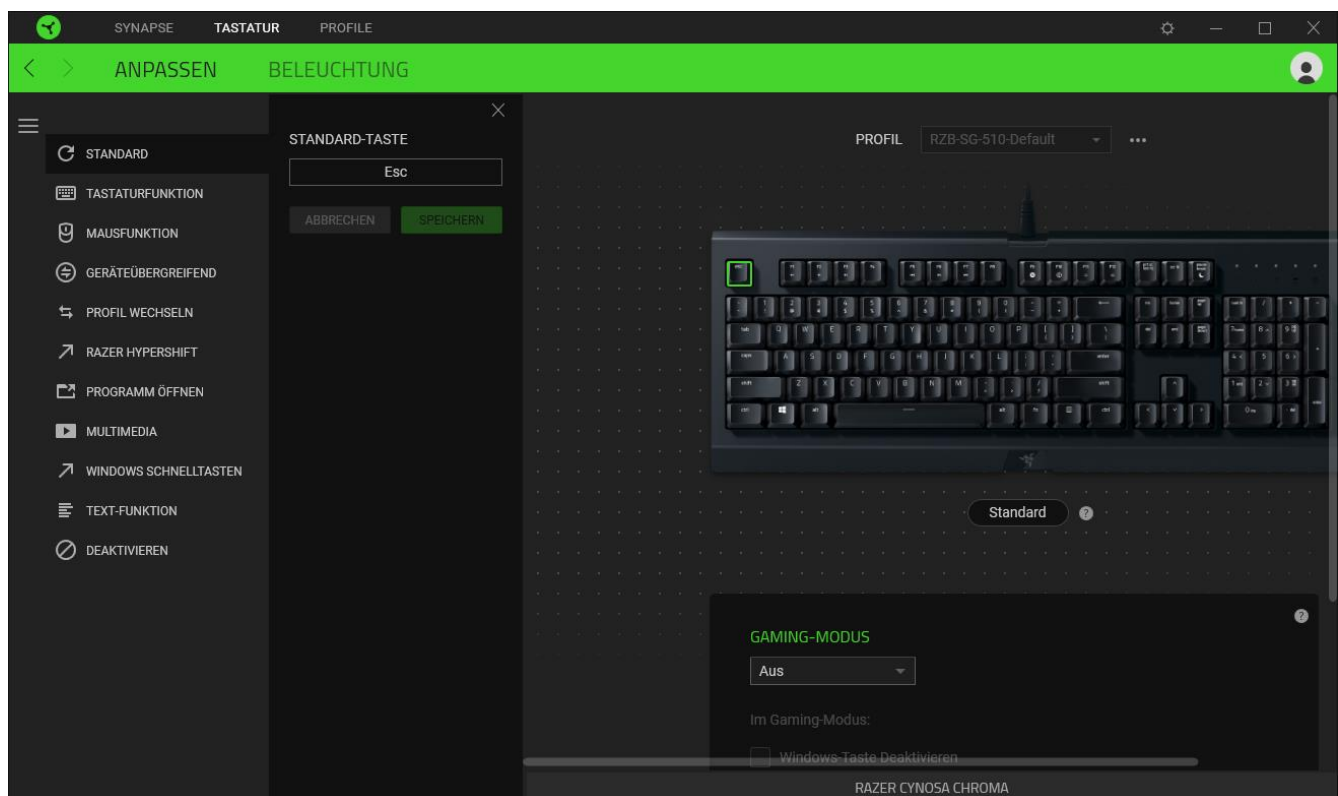 SYNAPSE TASTATUR PROFILE
ANPASSEN BELEUCHTUNG
STANDARD
TASTATURFUNKTION
MAUSFUNKTION
GERÄTEÜBERGREIFEND
PROFIL WECHSELN
RAZER HYPERSHIFT
PROGRAMM ÖFFNEN
MULTIMEDIA
WINDOWS SCHNELLTASTEN
TEXT-FUNKTION
DEAKTIVIEREN
STANDARD-TASTE
Esc
ABBRECHEN SPEICHERN
PROFIL RZB-SG-510-Default
Q W E R T Y U I O P
A S D F G H J K L
Z X C V B N M
Standard
GAMING-MODUS
Aus
Im Gaming-Modus:
Windows-Taste Deaktivieren
RAZER CYNOSA CHROMA